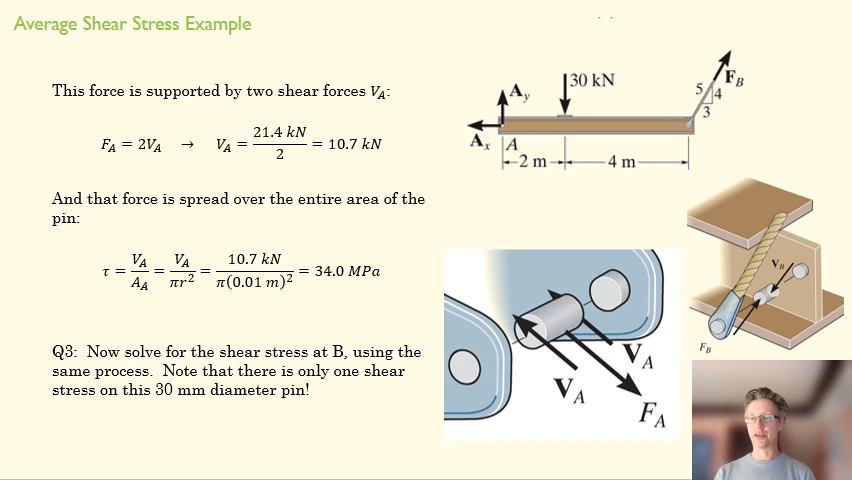 Average Shear Stress Example
This force is supported by two shear forces V_A:
F_A = 2V_A → V_A = 21.4 kN / 2 = 10.7 kN
And that force is spread over the entire area of the
pin:
τ = V_A / A_A = V_A / πr² = 10.7 kN / π(0.01 m)² = 34.0 MPa
Q3: Now solve for the shear stress at B, using the
same process. Note that there is only one shear
stress on this 30 mm diameter pin!
A_y
30 kN
F_B
5
4
3
A_x
A
2 m
4 m
V_B
F_B
V_A
V_A
F_A